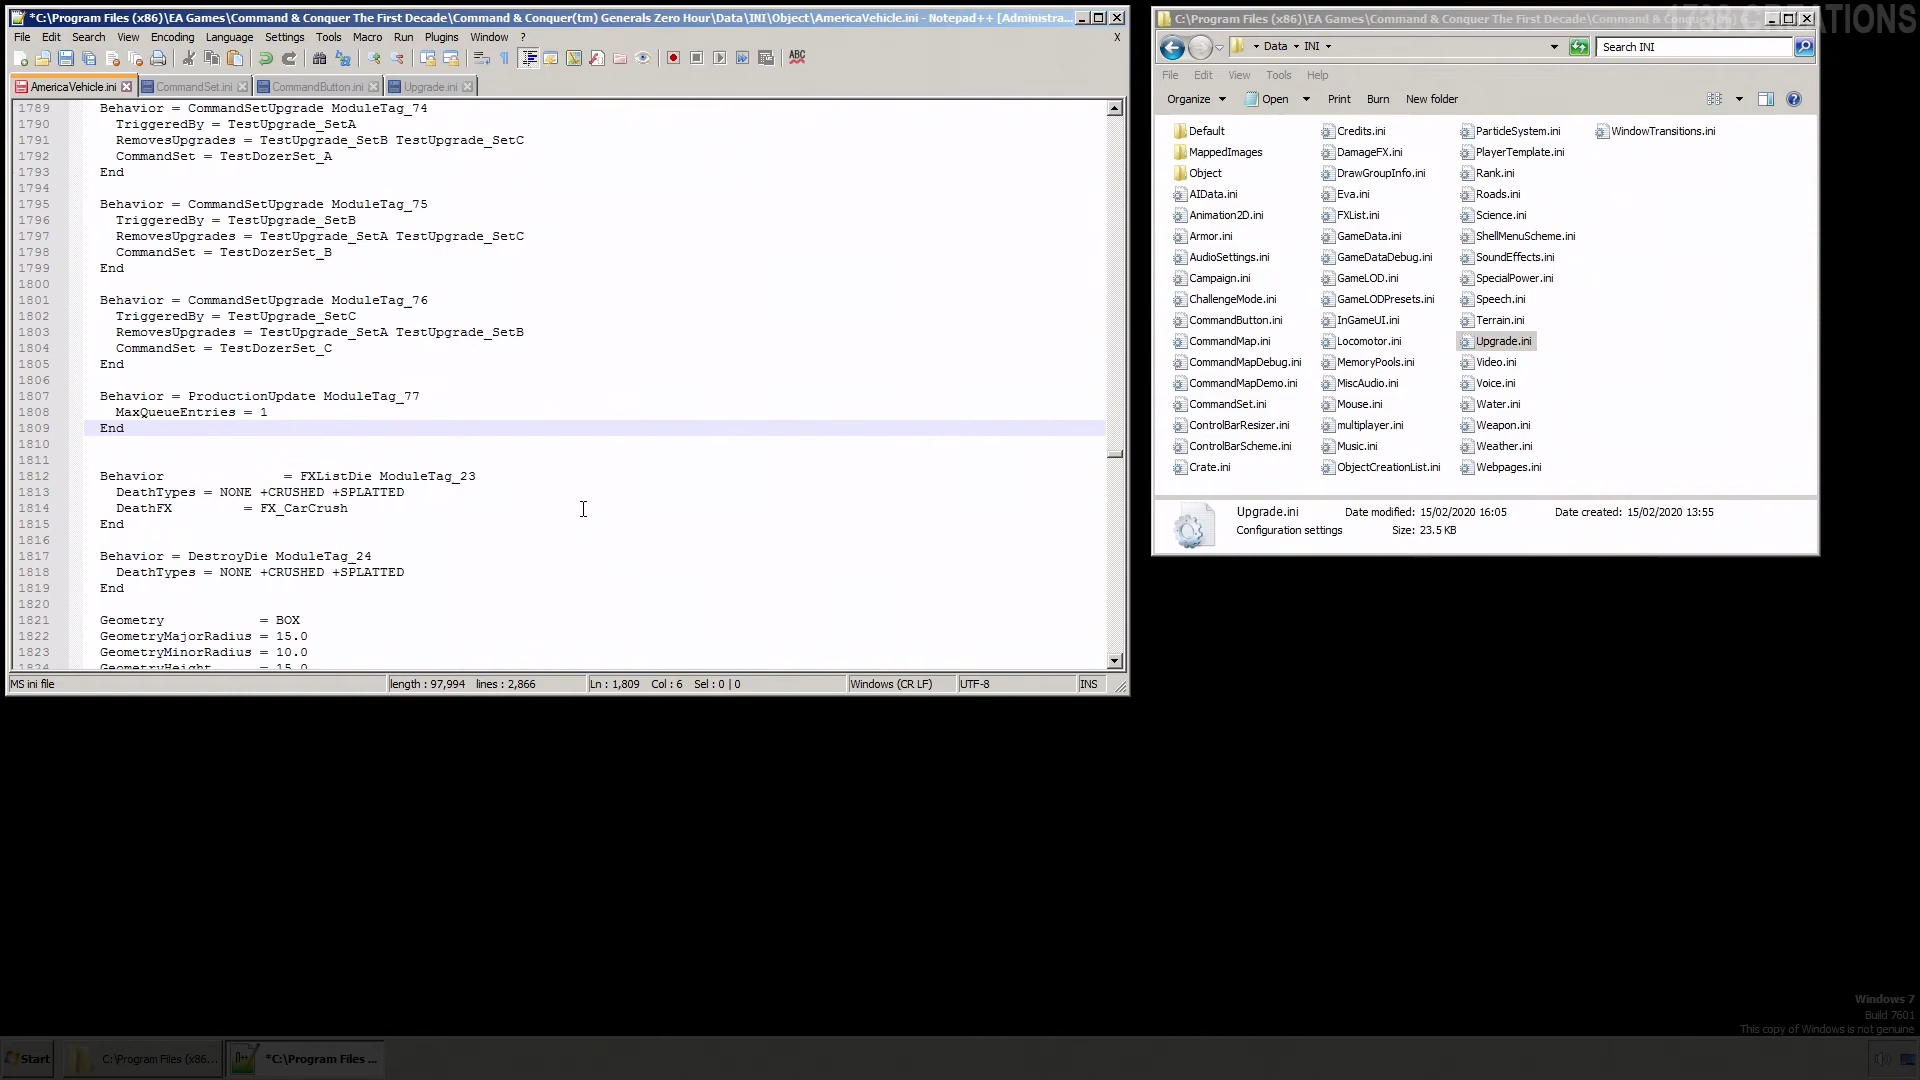 *C:\Program Files (x86)\EA Games\Command & Conquer The First Decade\Command & Conquer(tm) Generals Zero Hour\Data\INI\Object\AmericaVehicle.ini - Notepad++ [Administra...
File Edit Search View Encoding Language Settings Tools Macro Run Plugins Window ? X
ABC
AmericaVehicle.ini CommandSet.ini CommandButton.ini Upgrade.ini
1789 Behavior = CommandSetUpgrade ModuleTag_74
1790 TriggeredBy = TestUpgrade_SetA
1791 RemovesUpgrades = TestUpgrade_SetB TestUpgrade_SetC
1792 CommandSet = TestDozerSet_A
1793 End
1794
1795 Behavior = CommandSetUpgrade ModuleTag_75
1796 TriggeredBy = TestUpgrade_SetB
1797 RemovesUpgrades = TestUpgrade_SetA TestUpgrade_SetC
1798 CommandSet = TestDozerSet_B
1799 End
1800
1801 Behavior = CommandSetUpgrade ModuleTag_76
1802 TriggeredBy = TestUpgrade_SetC
1803 RemovesUpgrades = TestUpgrade_SetA TestUpgrade_SetB
1804 CommandSet = TestDozerSet_C
1805 End
1806
1807 Behavior = ProductionUpdate ModuleTag_77
1808 MaxQueueEntries = 1
1809 End
1810
1811
1812 Behavior = FXListDie ModuleTag_23
1813 DeathTypes = NONE +CRUSHED +SPLATTED
1814 DeathFX = FX_CarCrush
1815 End
1816
1817 Behavior = DestroyDie ModuleTag_24
1818 DeathTypes = NONE +CRUSHED +SPLATTED
1819 End
1820
1821 Geometry = BOX
1822 GeometryMajorRadius = 15.0
1823 GeometryMinorRadius = 10.0
1824 GeometryHeight = 15.0
MS ini file length : 97,994 lines : 2,866 Ln : 1,809 Col : 6 Sel : 0 | 0 Windows (CR LF) UTF-8 INS
C:\Program Files (x86)\EA Games\Command & Conquer The First Decade\Command &
CREATIONS
Data INI Search INI
File Edit View Tools Help
Organize Open Print Burn New folder
Default Credits.ini ParticleSystem.ini WindowTransitions.ini
MappedImages DamageFX.ini PlayerTemplate.ini
Object DrawGroupInfo.ini Rank.ini
AIData.ini Eva.ini Roads.ini
Animation2D.ini FXList.ini Science.ini
Armor.ini GameData.ini ShellMenuScheme.ini
AudioSettings.ini GameDataDebug.ini SoundEffects.ini
Campaign.ini GameLOD.ini SpecialPower.ini
ChallengeMode.ini GameLODPresets.ini Speech.ini
CommandButton.ini InGameUI.ini Terrain.ini
CommandMap.ini Locomotor.ini Upgrade.ini
CommandMapDebug.ini MemoryPools.ini Video.ini
CommandMapDemo.ini MiscAudio.ini Voice.ini
CommandSet.ini Mouse.ini Water.ini
ControlBarResizer.ini multiplayer.ini Weapon.ini
ControlBarScheme.ini Music.ini Weather.ini
Crate.ini ObjectCreationList.ini Webpages.ini
Upgrade.ini Date modified: 15/02/2020 16:05 Date created: 15/02/2020 13:55
Configuration settings Size: 23.5 KB
Windows 7
Build 7601
This copy of Windows is not genuine
Start C:\Program Files (x86... *C:\Program Files ...